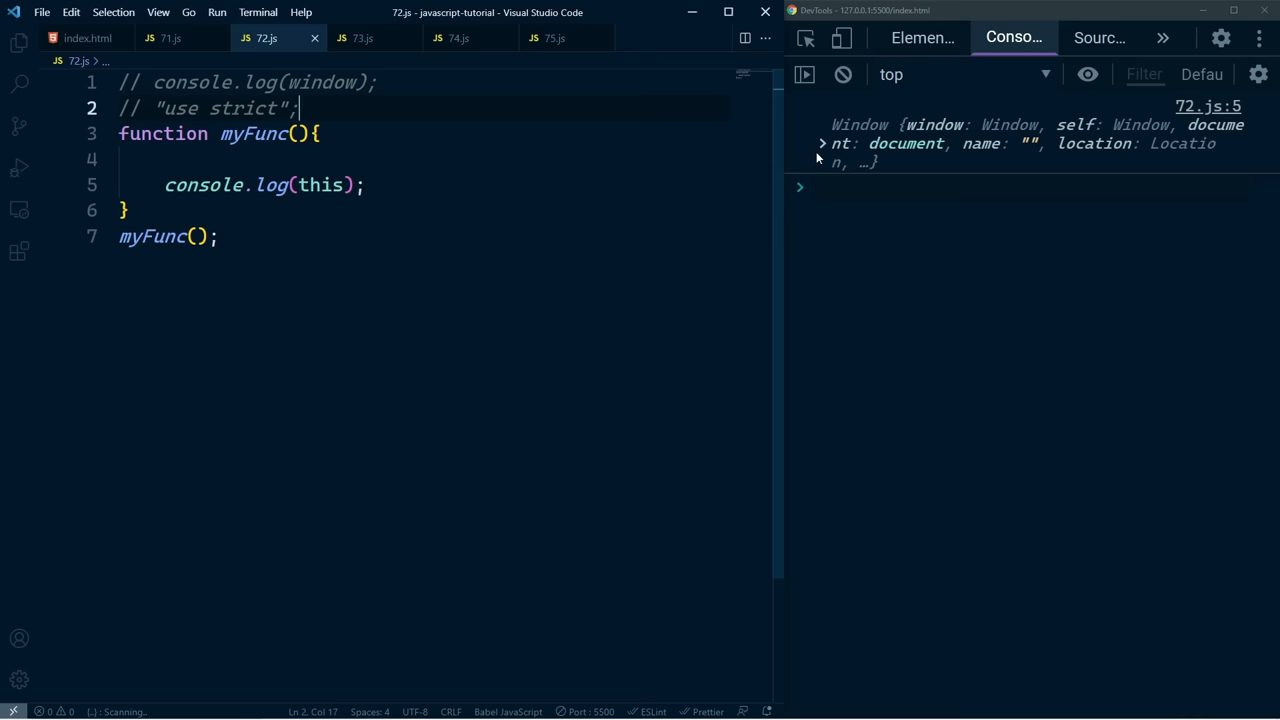 File Edit Selection View Go Run Terminal Help 72.js - javascript-tutorial - Visual Studio Code
index.html JS 71.js JS 72.js JS 73.js JS 74.js JS 75.js
JS 72.js > ...
1 // console.log(window);
2 // "use strict";
3 function myFunc(){
4
5 console.log(this);
6 }
7 myFunc();
0 0 {..} : Scanning.. Ln 2, Col 17 Spaces: 4 UTF-8 CRLF Babel JavaScript Port : 5500 ESLint Prettier
DevTools - 127.0.0.1:5500/index.html
Elemen... Conso... Sourc... »
top Filter Defau
72.js:5
Window {window: Window, self: Window, docume
nt: document, name: "", location: Locatio
n, …}